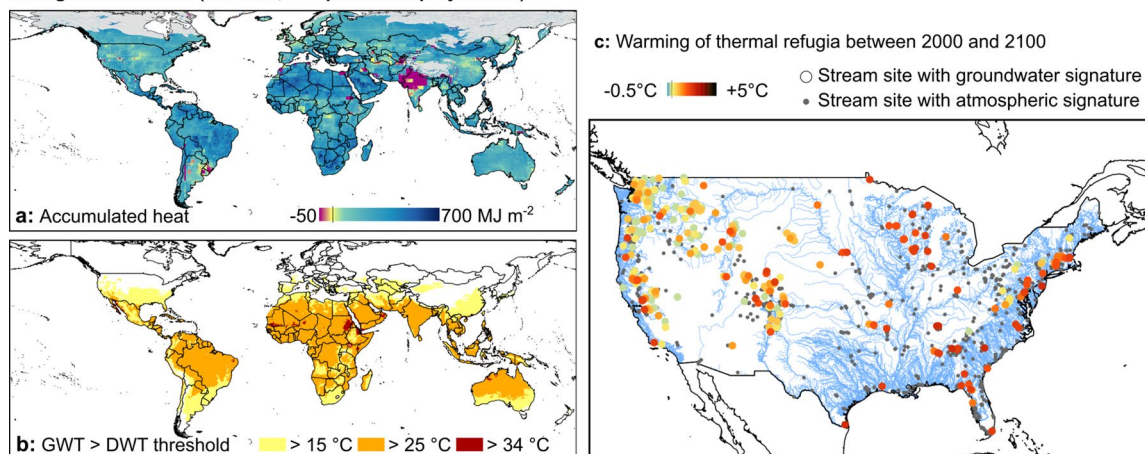 c: Warming of thermal refugia between 2000 and 2100
-0.5°C +5°C
Stream site with groundwater signature
Stream site with atmospheric signature
a: Accumulated heat
-50 700 MJ m⁻²
b: GWT > DWT threshold
> 15 °C > 25 °C > 34 °C